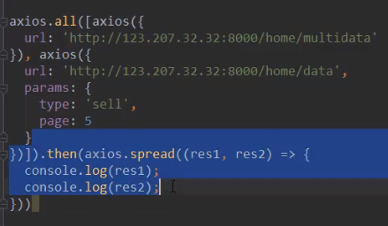 axios.all([axios({
  url: 'http://123.207.32.32:8000/home/multidata'
}), axios({
  url: 'http://123.207.32.32:8000/home/data',
  params: {
    type: 'sell',
    page: 5
  }
})]).then(axios.spread((res1, res2) => {
  console.log(res1);
  console.log(res2);
}))